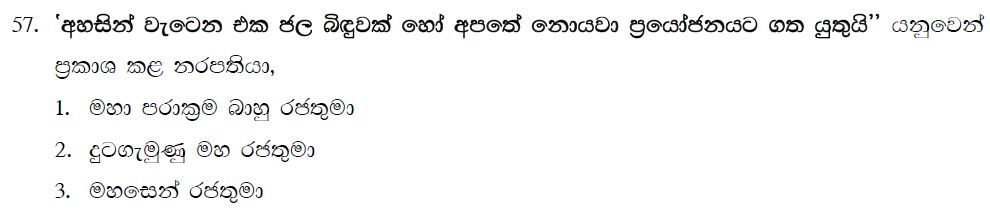 57. ‘අහසින් වැටෙන එක ජල බිඳුවක් හෝ අපතේ නොයවා ප්‍රයෝජනයට ගත යුතුයි’’ යනුවෙන්
ප්‍රකාශ කළ නරපතියා,
1. මහා පරාක්‍රම බාහු රජතුමා
2. දුටගැමුණු මහ රජතුමා
3. මහසෙන් රජතුමා